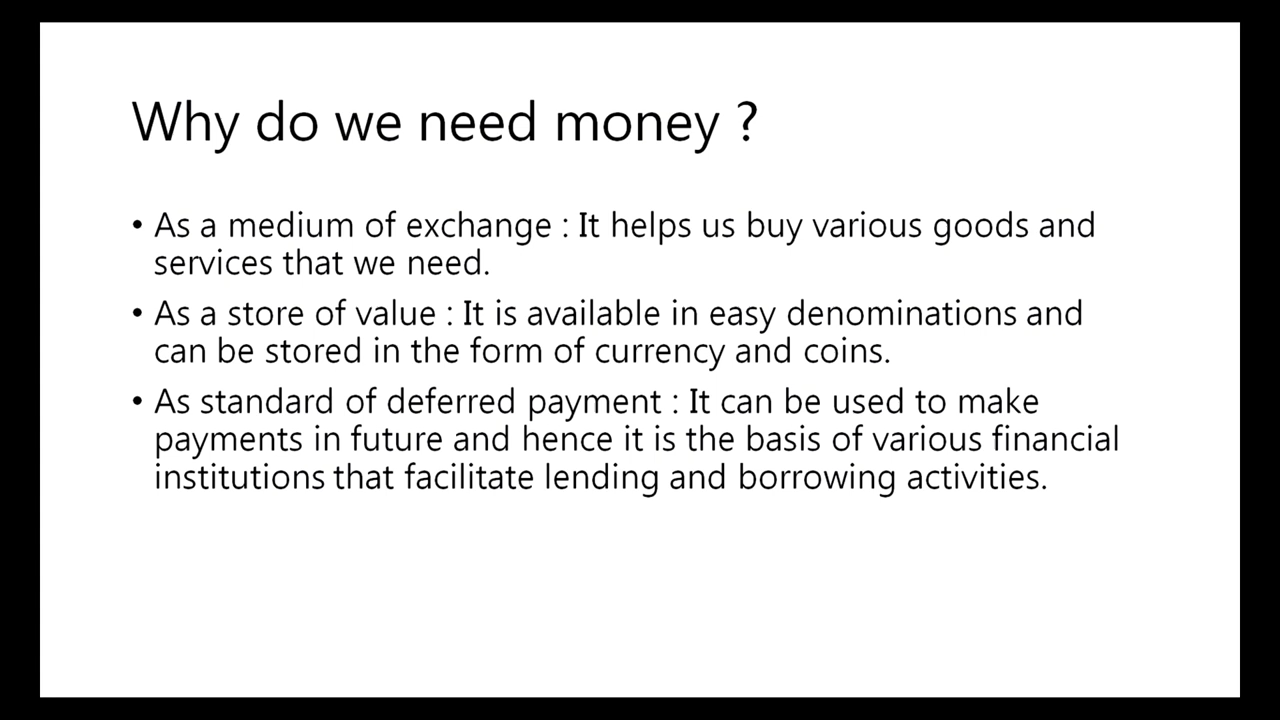 Why do we need money ?
• As a medium of exchange : It helps us buy various goods and
services that we need.
• As a store of value : It is available in easy denominations and
can be stored in the form of currency and coins.
• As standard of deferred payment : It can be used to make
payments in future and hence it is the basis of various financial
institutions that facilitate lending and borrowing activities.